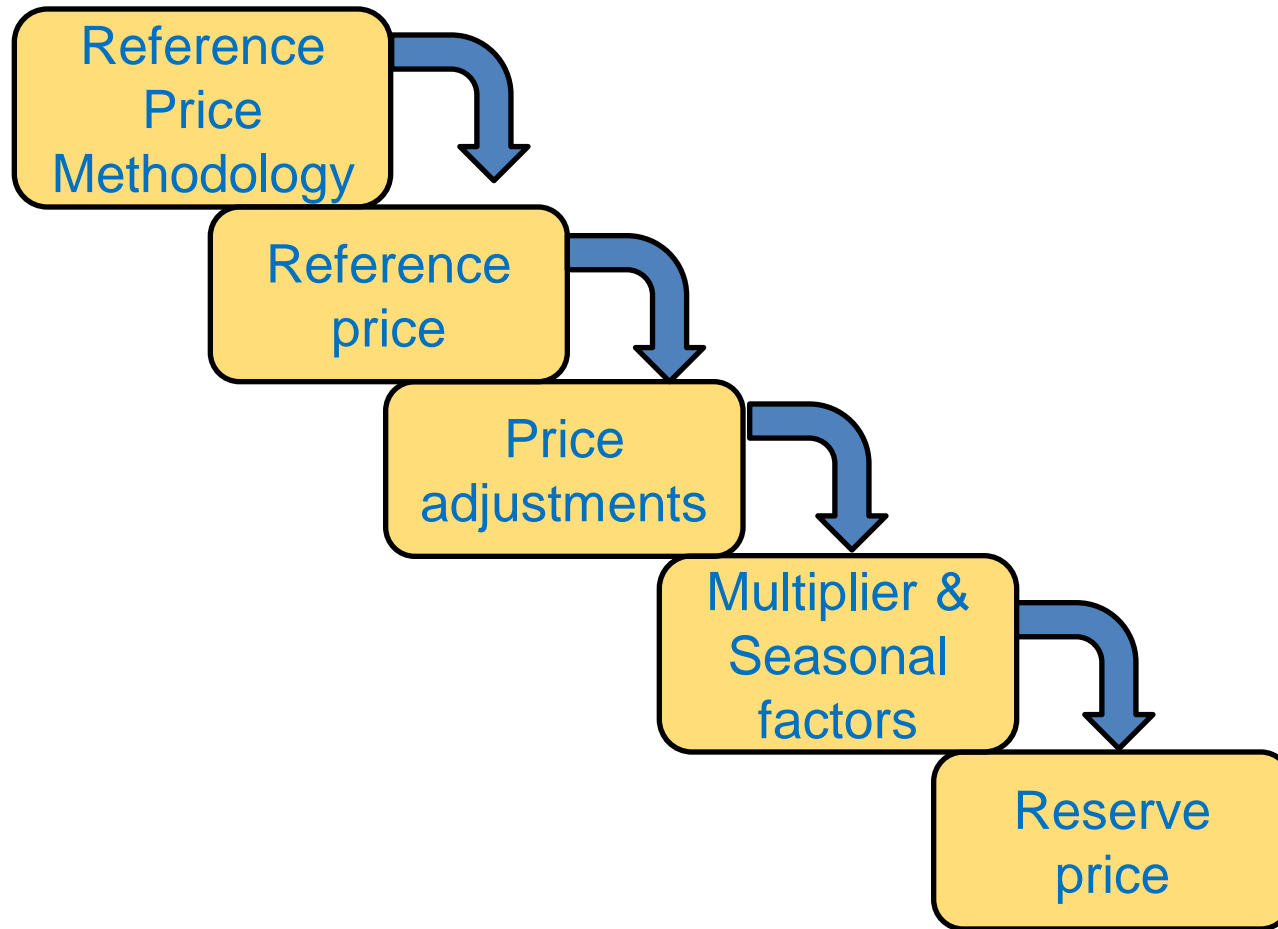 Reference
Price
Methodology
Reference
price
Price
adjustments
Multiplier &
Seasonal
factors
Reserve
price